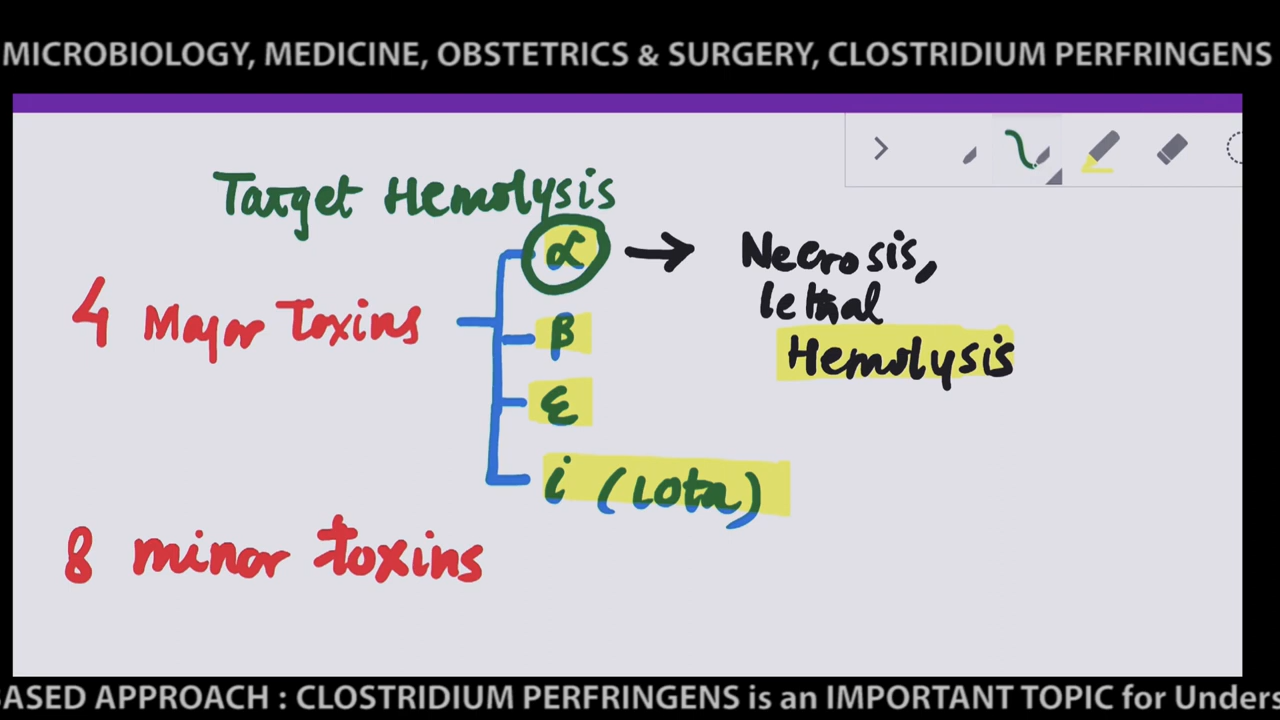 MICROBIOLOGY, MEDICINE, OBSTETRICS & SURGERY, CLOSTRIDIUM PERFRINGENS
Target Hemolysis
α → Necrosis,
lethal
Hemolysis
4 Major Toxins
β
ε
i (iota)
8 minor toxins
ASED APPROACH : CLOSTRIDIUM PERFRINGENS is an IMPORTANT TOPIC for Unders